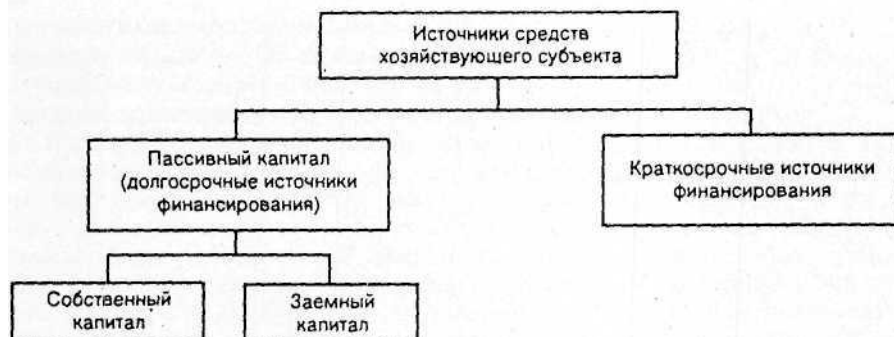 Источники средств
хозяйствующего субъекта
Пассивный капитал
(долгосрочные источники
финансирования)
Краткосрочные источники
финансирования
Собственный
капитал
Заемный
капитал